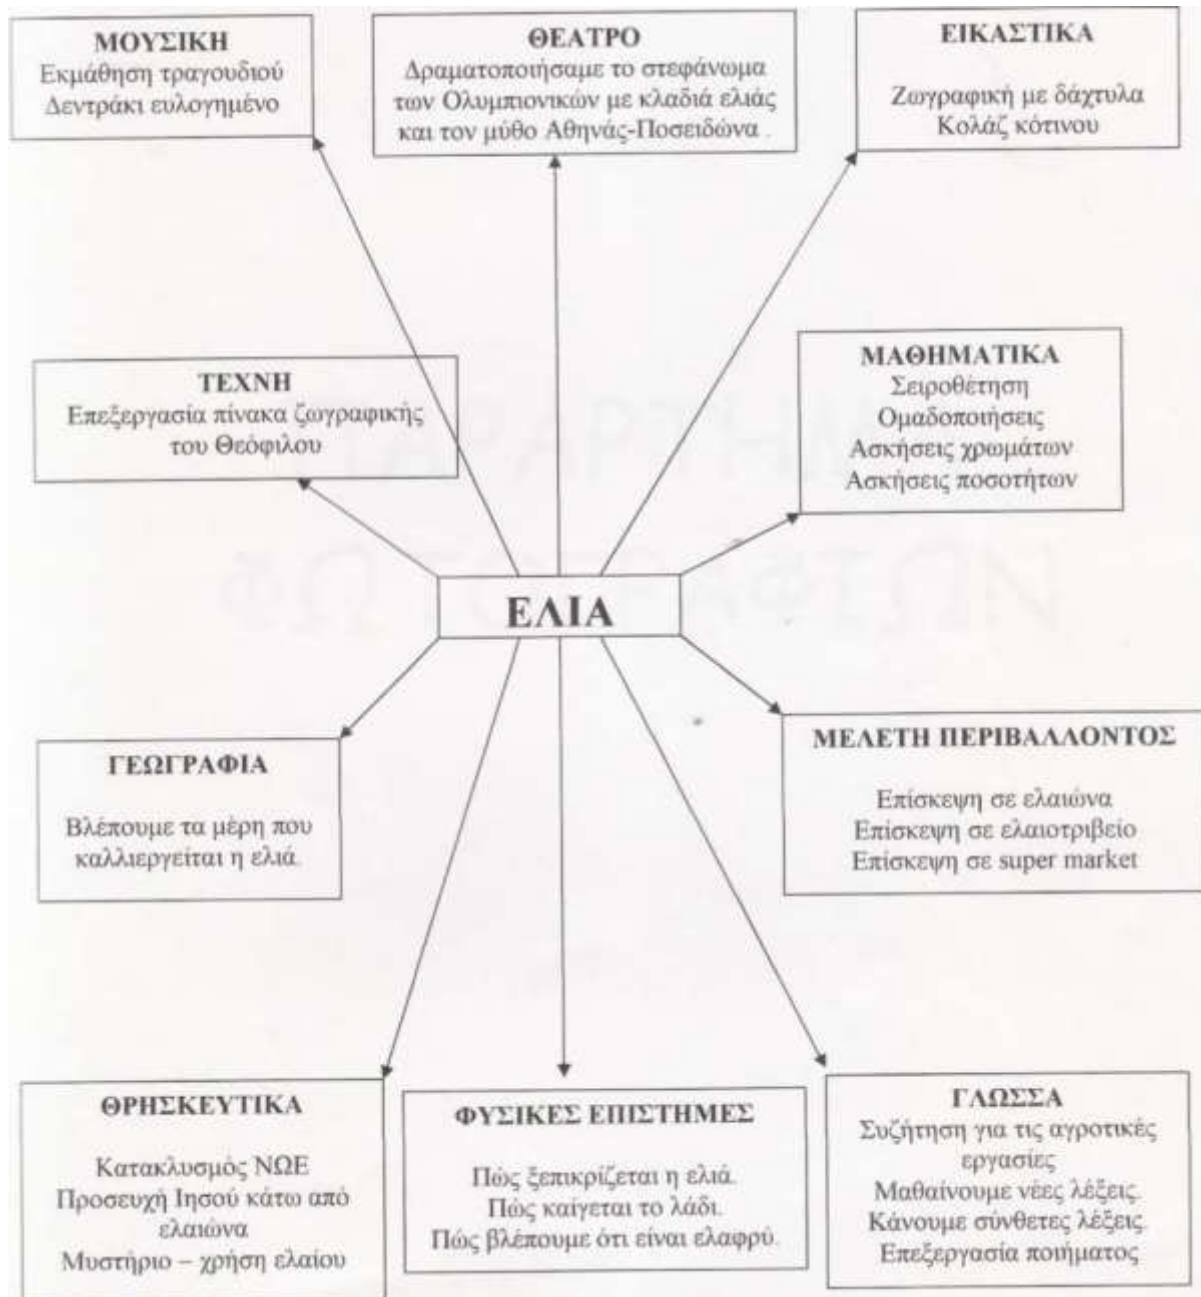 ΜΟΥΣΙΚΗ
Εκμάθηση τραγουδιού
Δεντράκι ευλογημένο
ΘΕΑΤΡΟ
Δραματοποιήσαμε το στεφάνωμα
των Ολυμπιονικών με κλαδιά ελιάς
και τον μύθο Αθηνάς-Ποσειδώνα .
ΕΙΚΑΣΤΙΚΑ
Ζωγραφική με δάχτυλα
Κολάζ κότινου
ΤΕΧΝΗ
Επεξεργασία πίνακα ζωγραφικής
του Θεόφιλου
ΜΑΘΗΜΑΤΙΚΑ
Σειροθέτηση
Ομαδοποιήσεις
Ασκήσεις χρωμάτων
Ασκήσεις ποσοτήτων
ΠΑΡΑΡΤΗΜΑ
ΦΩΤΟΓΡΑΦΙΩΝ
ΕΛΙΑ
ΓΕΩΓΡΑΦΙΑ
Βλέπουμε τα μέρη που
καλλιεργείται η ελιά.
ΜΕΛΕΤΗ ΠΕΡΙΒΑΛΛΟΝΤΟΣ
Επίσκεψη σε ελαιώνα
Επίσκεψη σε ελαιοτριβείο
Επίσκεψη σε super market
ΘΡΗΣΚΕΥΤΙΚΑ
Κατακλυσμός ΝΩΕ
Προσευχή Ιησού κάτω από
ελαιώνα
Μυστήριο – χρήση ελαίου
ΦΥΣΙΚΕΣ ΕΠΙΣΤΗΜΕΣ
Πώς ξεπικρίζεται η ελιά.
Πώς καίγεται το λάδι.
Πώς βλέπουμε ότι είναι ελαφρύ.
ΓΛΩΣΣΑ
Συζήτηση για τις αγροτικές
εργασίες
Μαθαίνουμε νέες λέξεις.
Κάνουμε σύνθετες λέξεις.
Επεξεργασία ποιήματος